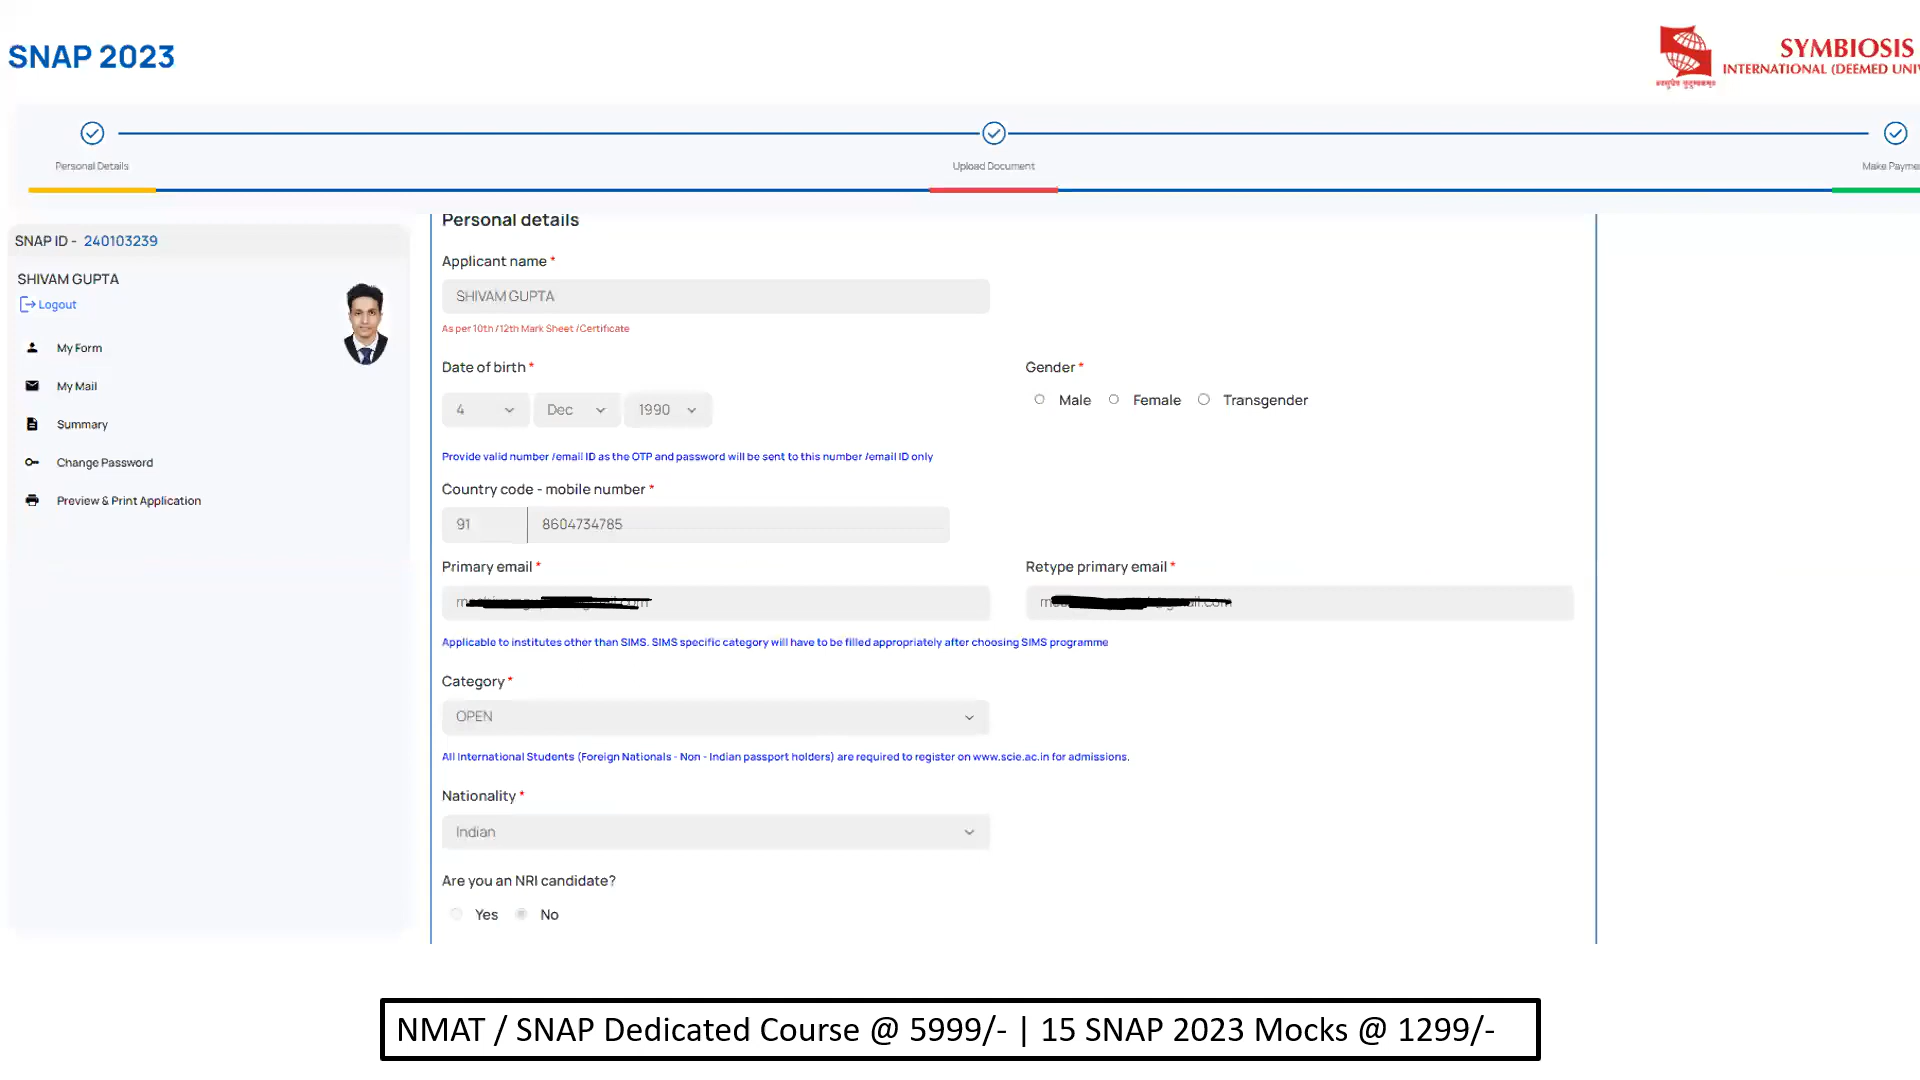 SNAP 2023
SYMBIOSIS
INTERNATIONAL (DEEMED UNIV
Personal Details
Upload Document
Make Payme
SNAP ID - 240103239
SHIVAM GUPTA
Logout
My Form
My Mail
Summary
Change Password
Preview & Print Application
Personal details
Applicant name *
SHIVAM GUPTA
As per 10th /12th Mark Sheet /Certificate
Date of birth *
Gender *
4 Dec 1990
Male Female Transgender
Provide valid number /email ID as the OTP and password will be sent to this number /email ID only
Country code - mobile number *
91 8604734785
Primary email *
Retype primary email *
Applicable to institutes other than SIMS. SIMS specific category will have to be filled appropriately after choosing SIMS programme
Category *
OPEN
All International Students (Foreign Nationals - Non - Indian passport holders) are required to register on www.scie.ac.in for admissions.
Nationality *
Indian
Are you an NRI candidate?
Yes No
NMAT / SNAP Dedicated Course @ 5999/- | 15 SNAP 2023 Mocks @ 1299/-